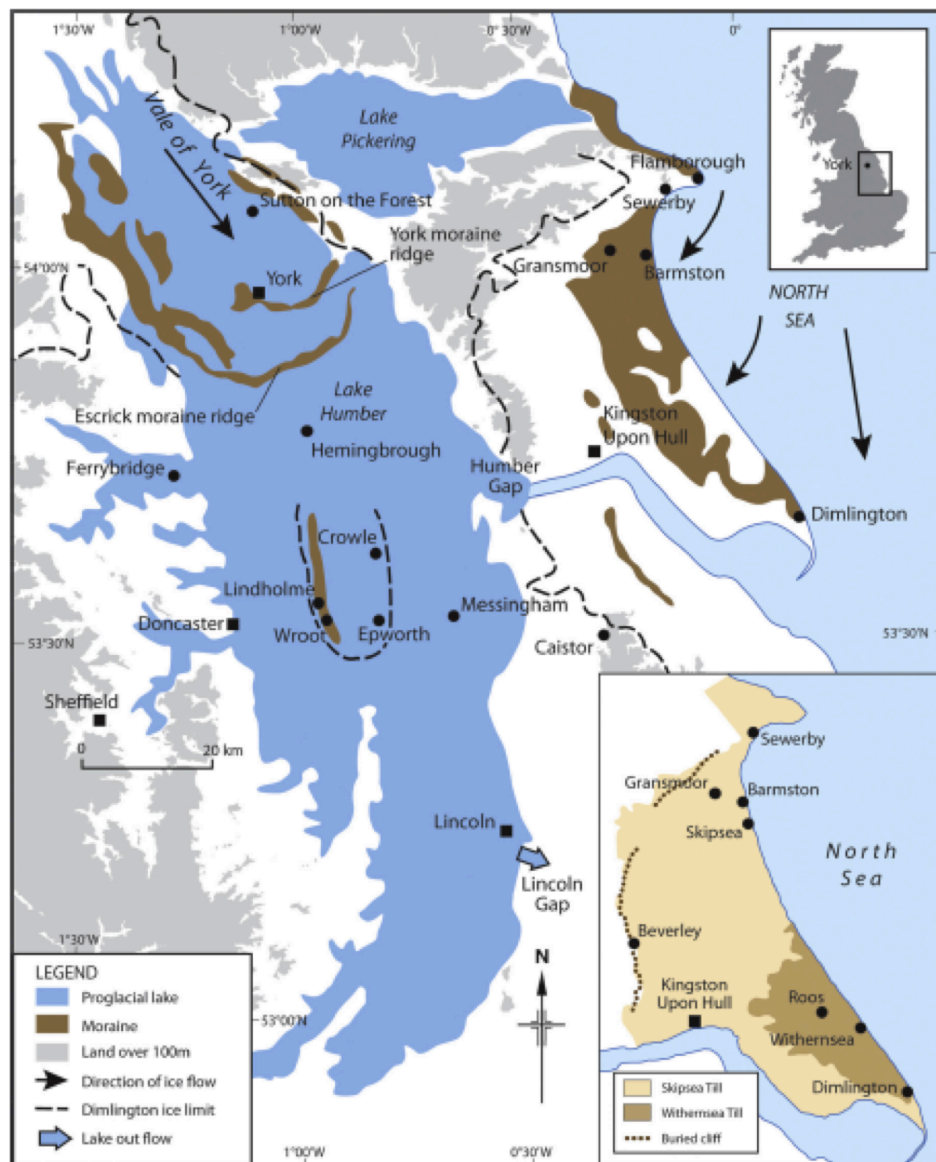 1°30'W
1°00'W
0°30'W
0°
Lake
Pickering
Vale of York
York
Flamborough
Sutton on the Forest
Sewerby
York moraine
ridge
54°00'N
York
Gransmoor
Barmston
NORTH
SEA
Escrick moraine ridge
Lake
Humber
Kingston
Upon Hull
Hemingbrough
Ferrybridge
Humber
Gap
Dimlington
Crowle
Lindholme
Messingham
Doncaster
Wroot
Epworth
53°30'N
Caistor
53°30'N
Sheffield
0
20 km
Sewerby
Gransmoor
Barmston
Skipsea
Lincoln
North
Sea
Lincoln
Gap
Beverley
1°30'W
N
LEGEND
Proglacial lake
Moraine
Land over 100m
Direction of ice flow
Dimlington ice limit
Lake out flow
53°00'N
Kingston
Upon Hull
Roos
Withernsea
Dimlington
Skipsea Till
Withernsea Till
Buried cliff
1°00'W
0°30'W